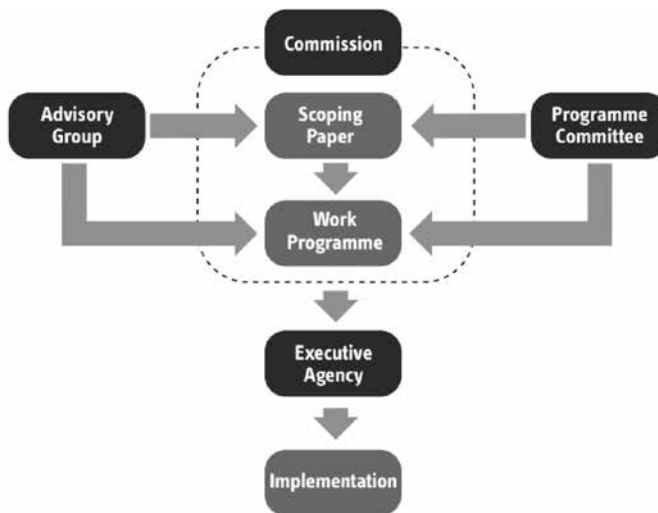 Commission
Advisory
Group
Scoping
Paper
Programme
Committee
Work
Programme
Executive
Agency
Implementation